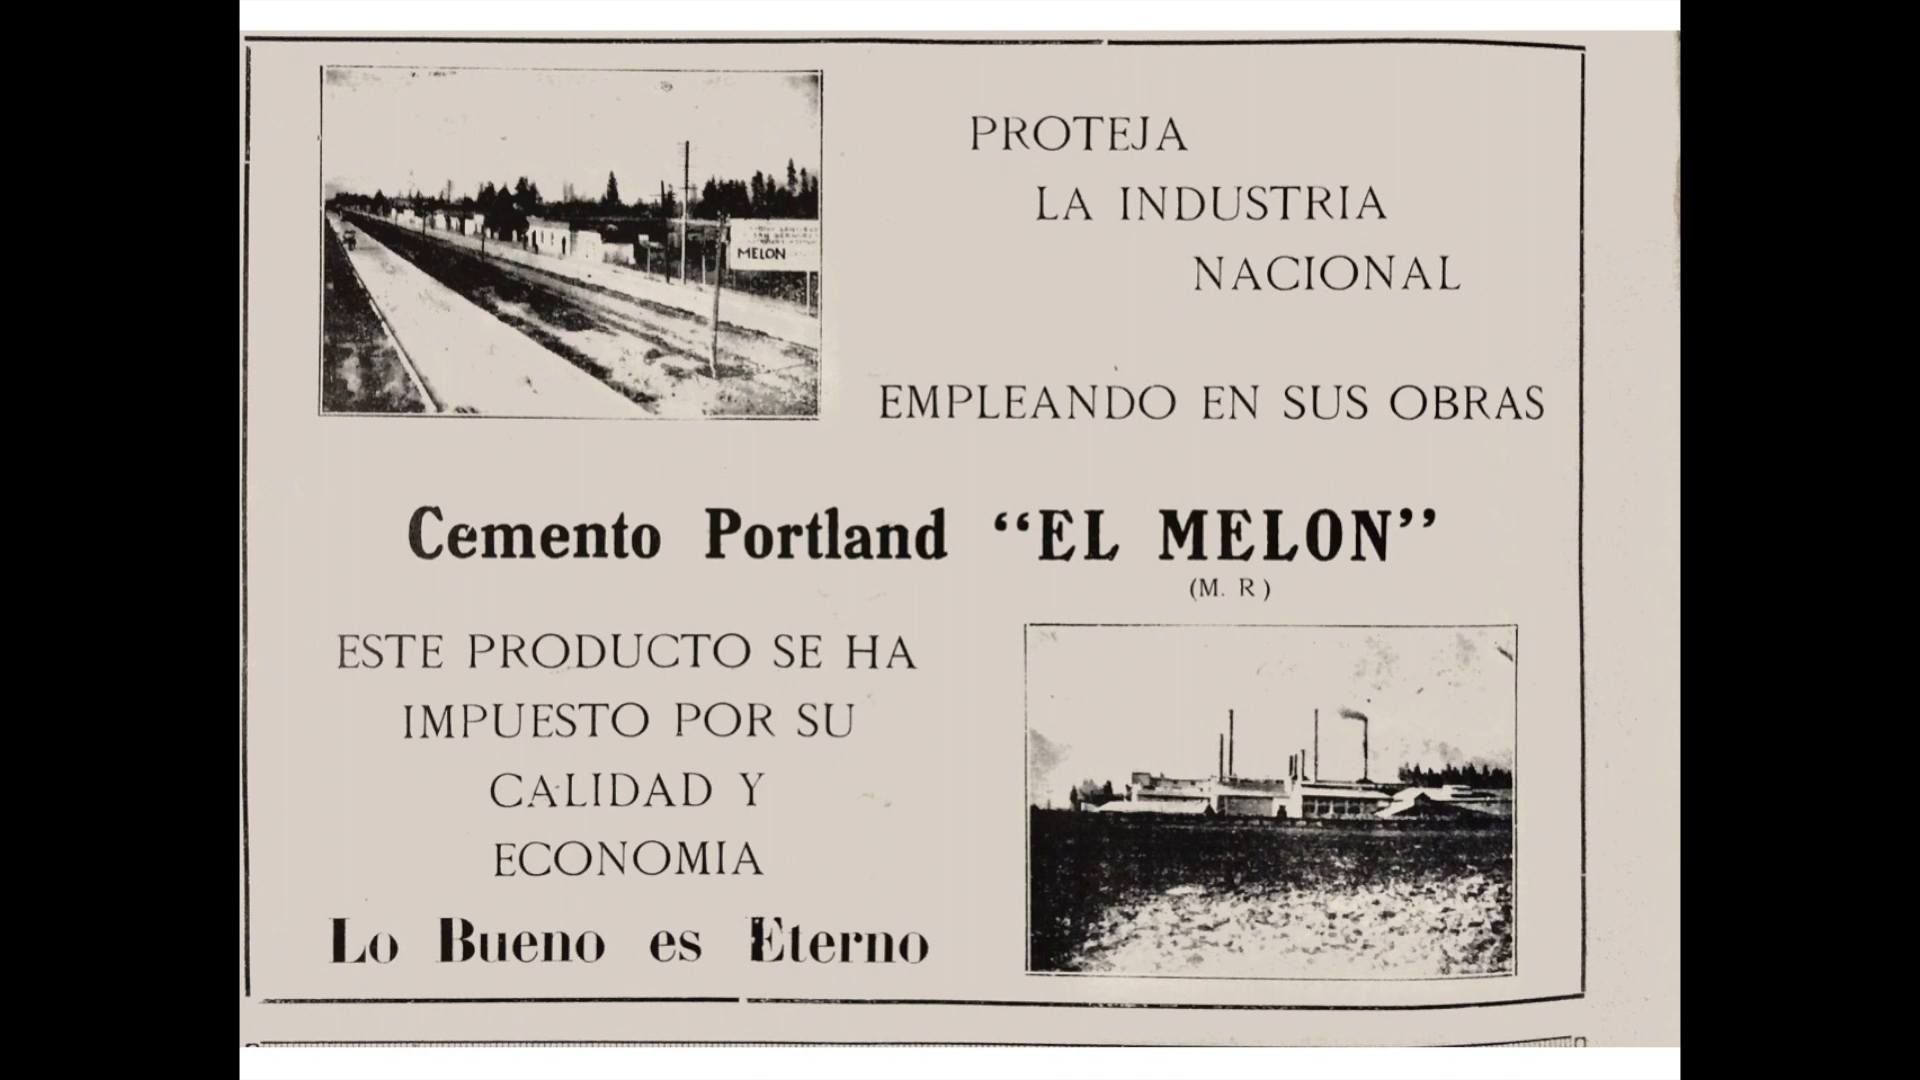 MELON
PROTEJA
LA INDUSTRIA
NACIONAL
EMPLEANDO EN SUS OBRAS
Cemento Portland “EL MELON”
(M. R)
ESTE PRODUCTO SE HA
IMPUESTO POR SU
CALIDAD Y
ECONOMIA
Lo Bueno es Eterno